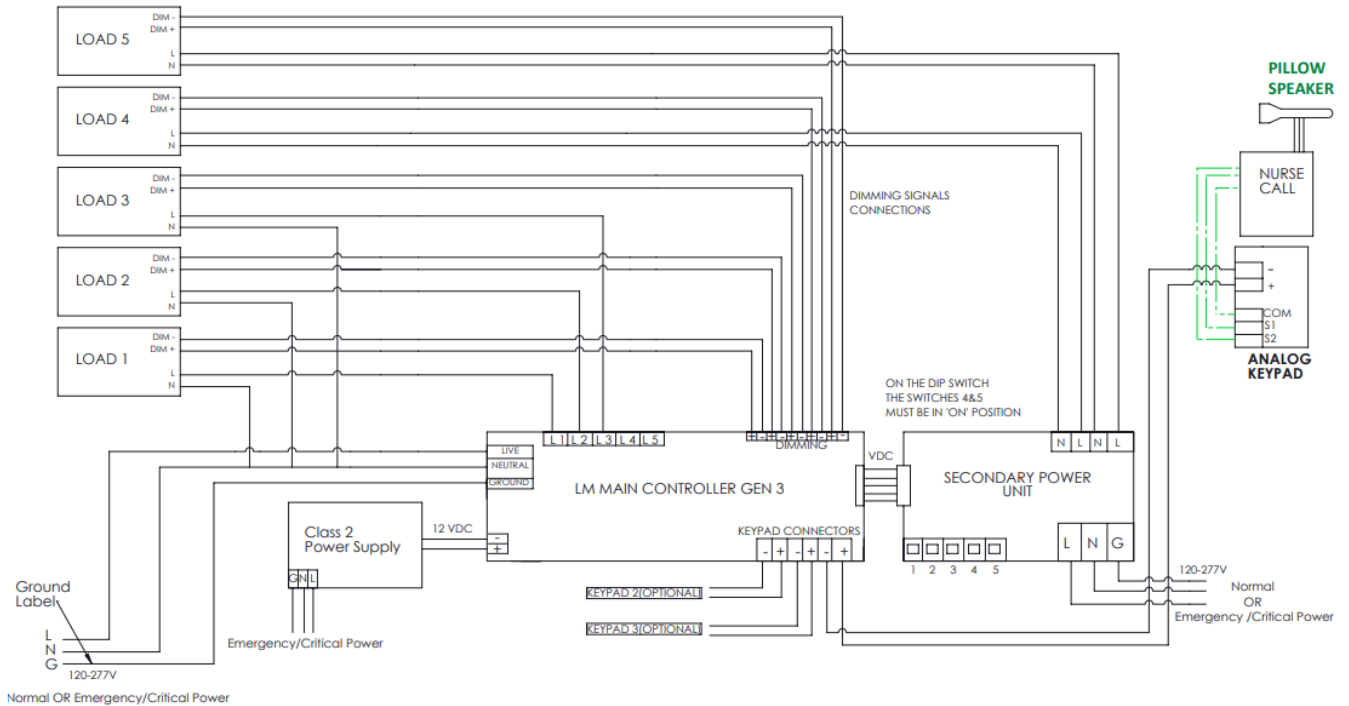 LOAD 5
DIM -
DIM +
L
N
LOAD 4
DIM -
DIM +
L
N
LOAD 3
DIM -
DIM +
L
N
LOAD 2
DIM -
DIM +
L
N
LOAD 1
DIM -
DIM +
L
N
DIMMING SIGNALS
CONNECTIONS
PILLOW
SPEAKER
NURSE
CALL
-
+
COM
S1
S2
ANALOG
KEYPAD
ON THE DIP SWITCH
THE SWITCHES 4&5
MUST BE IN 'ON' POSITION
L 1 L 2 L 3 L 4 L 5
+ - + - + - + - + -
DIMMING
LIVE
NEUTRAL
GROUND
LM MAIN CONTROLLER GEN 3
-
+
KEYPAD CONNECTORS
- + - + - +
VDC
N L N L
SECONDARY POWER
UNIT
1 2 3 4 5
L N G
Class 2
Power Supply
12 VDC
G N L
Emergency/Critical Power
KEYPAD 2(OPTIONAL)
KEYPAD 3(OPTIONAL)
120-277V
Normal
OR
Emergency /Critical Power
Ground
Label
L
N
G
120-277V
Normal OR Emergency/Critical Power